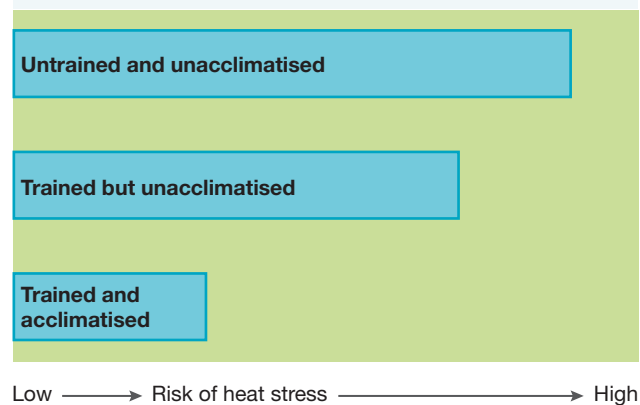 Untrained and unacclimatised
Trained but unacclimatised
Trained and
acclimatised
Low Risk of heat stress High